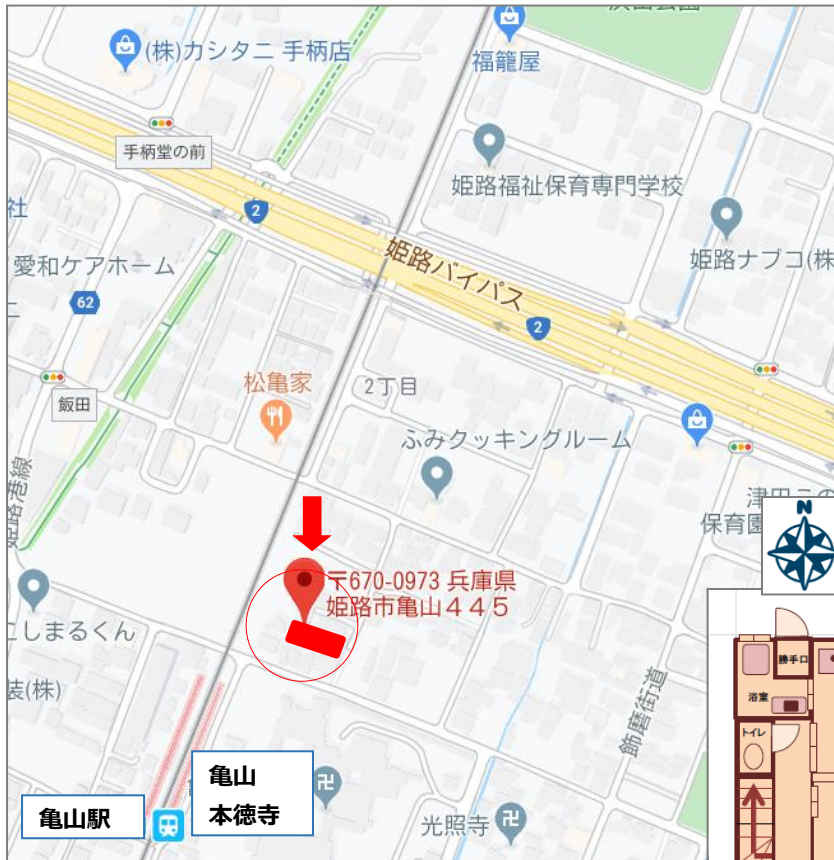 浜田公園
(株)カシタニ 手柄店
福籠屋
手柄堂の前
姫路福祉保育専門学校
2
社
愛和ケアホーム
姫路バイパス
姫路ナブコ(株
62
2
松亀家
2丁目
飯田
ふみクッキングルーム
姫路港線
保育園
N
〒670-0973 兵庫県
姫路市亀山445
こしまるくん
勝手口
浴室
装(株)
飾磨街道
トイレ
亀山
本徳寺
亀山駅
光照寺